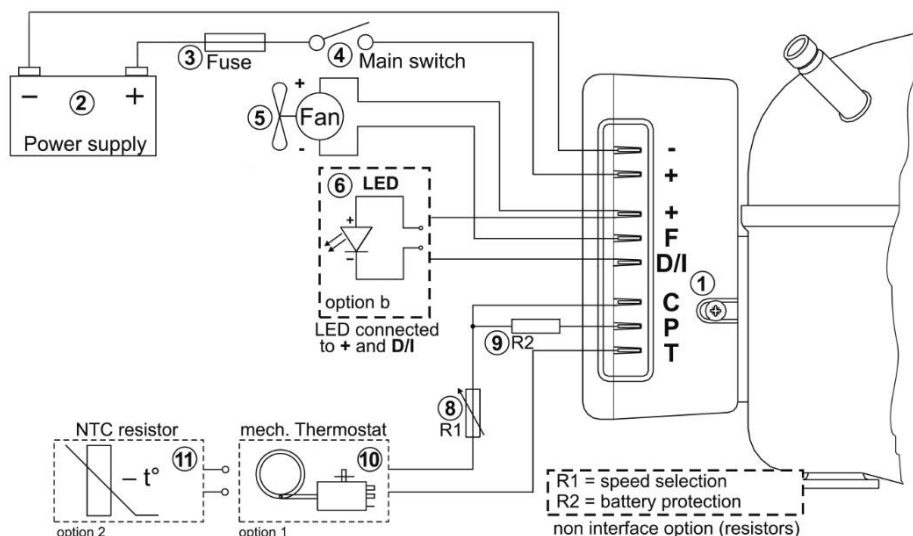 3
Fuse
4
Main switch
− 2 +
Power supply
5
+
Fan
-
6 LED
+
−
option b
LED connected
to + and D/I
-
+
+
F
D/I
C
P
T
1
9 R2
8
R1
NTC resistor
11
− t°
option 2
mech. Thermostat
10
option 1
R1 = speed selection
R2 = battery protection
non interface option (resistors)